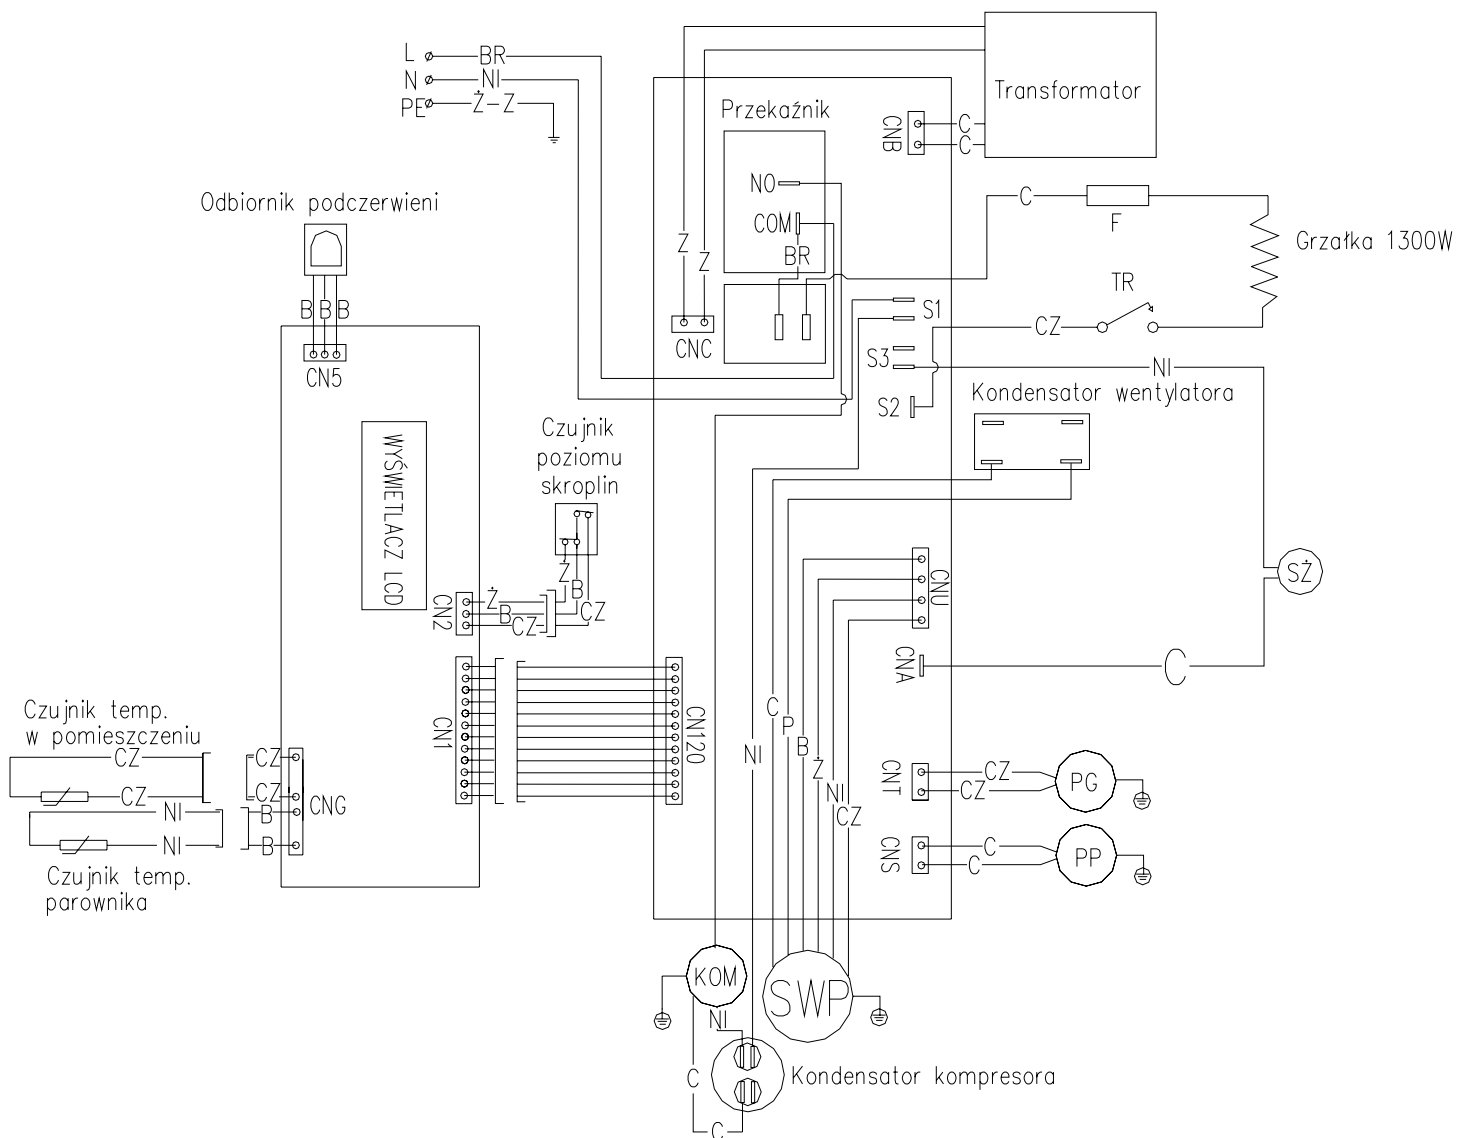 L
BR
N
NI
PE
Ż-Z
Transformator
Przekaźnik
CNB
C
C
NO
COM
BR
Z
Z
CNC
C
F
Grzałka 1300W
TR
CZ
S1
S3
NI
S2
Kondensator wentylatora
Odbiornik podczerwieni
B
B
B
CN5
WYŚWIETLACZ LCD
Czujnik
poziomu
skroplin
Ż
B
CZ
CN2
Ż
B
CZ
CNU
SŻ
CNA
C
CN1
CN120
Czujnik temp.
w pomieszczeniu
CZ
CZ
CZ
CZ
CNG
NI
B
NI
B
Czujnik temp.
parownika
NI
C
P
B
Ż
NI
CZ
CNT
CZ
CZ
PG
CNS
C
C
PP
KOM
SWP
NI
C
C
Kondensator kompresora